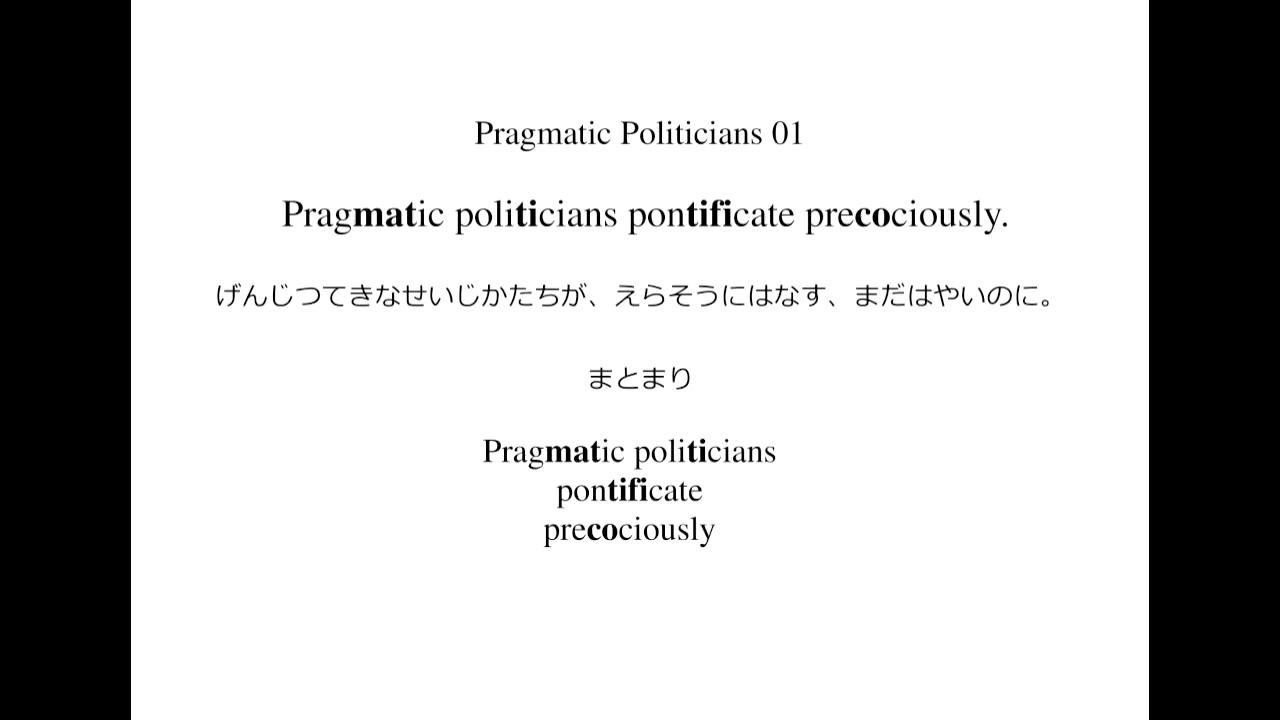 Pragmatic Politicians 01
Pragmatic politicians pontificate precociously.
げんじつてきなせいじかたちが、えらそうにはなす、まだはやいのに。
まとまり
Pragmatic politicians
pontificate
precociously